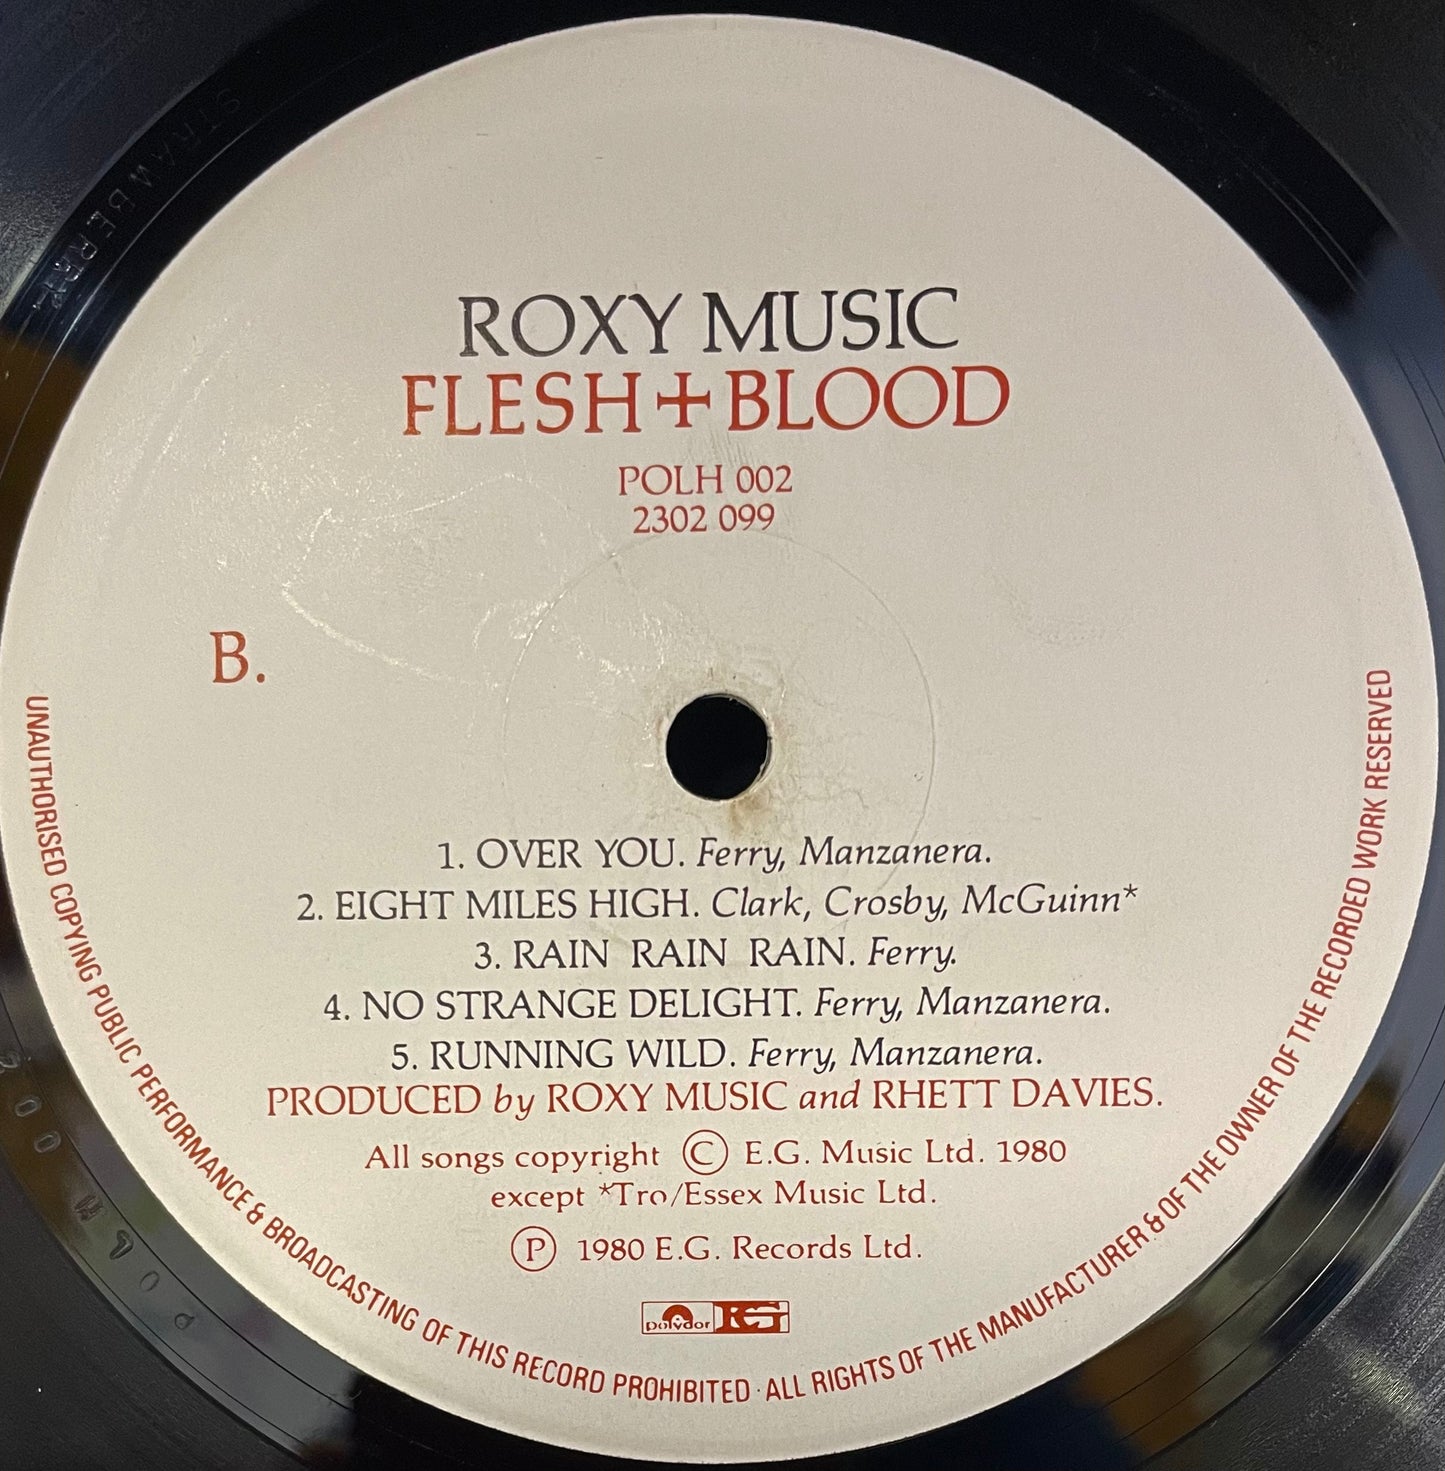 STRAWBERRY
ROXY MUSIC
FLESH+BLOOD
POLH 002
2302 099
B.
1. OVER YOU. Ferry, Manzanera.
2. EIGHT MILES HIGH. Clark, Crosby, McGuinn*
3. RAIN RAIN RAIN. Ferry.
4. NO STRANGE DELIGHT. Ferry, Manzanera.
5. RUNNING WILD. Ferry, Manzanera.
PRODUCED by ROXY MUSIC and RHETT DAVIES.
All songs copyright © E.G. Music Ltd. 1980
except *Tro/Essex Music Ltd.
℗ 1980 E.G. Records Ltd.
polydor EG
UNAUTHORISED COPYING PUBLIC PERFORMANCE & BROADCASTING OF THIS RECORD PROHIBITED · ALL RIGHTS OF THE MANUFACTURER & OF THE OWNER OF THE RECORDED WORK RESERVED